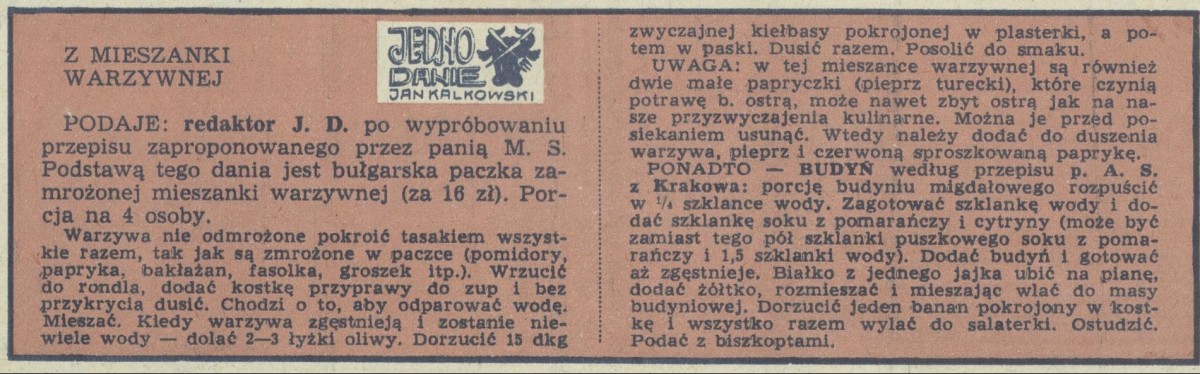 Z MIESZANKI
WARZYWNEJ
JEDNO
DANIE
JAN KALKOWSKI
PODAJE: redaktor J. D. po wypróbowaniu
przepisu zaproponowanego przez panią M. S.
Podstawą tego dania jest bułgarska paczka za-
mrożonej mieszanki warzywnej (za 16 zł). Por-
cja na 4 osoby.
Warzywa nie odmrożone pokroić tasakiem wszyst-
kie razem, tak jak są zmrożone w paczce (pomidory,
papryka, bakłażan, fasolka, groszek itp.). Wrzucić
do rondla, dodać kostkę przyprawy do zup i bez
przykrycia dusić. Chodzi o to, aby odparować wodę.
Mieszać. Kiedy warzywa zgęstnieją i zostanie nie-
wiele wody — dolać 2—3 łyżki oliwy. Dorzucić 15 dkg
zwyczajnej kiełbasy pokrojonej w plasterki, a po-
tem w paski. Dusić razem. Posolić do smaku.
UWAGA: w tej mieszance warzywnej są również
dwie małe papryczki (pieprz turecki), które czynią
potrawę b. ostrą, może nawet zbyt ostrą jak na na-
sze przyzwyczajenia kulinarne. Można je przed po-
siekaniem usunąć. Wtedy należy dodać do duszenia
warzywa, pieprz i czerwoną sproszkowaną paprykę.
PONADTO — BUDYŃ według przepisu p. A. S.
z Krakowa: porcję budyniu migdałowego rozpuścić
w 1/4 szklance wody. Zagotować szklankę wody i do-
dać szklankę soku z pomarańczy i cytryny (może być
zamiast tego pół szklanki puszkowego soku z poma-
rańczy i 1,5 szklanki wody). Dodać budyń i gotować
aż zgęstnieje. Białko z jednego jajka ubić na pianę,
dodać żółtko, rozmieszać i mieszając wlać do masy
budyniowej. Dorzucić jeden banan pokrojony w kost-
kę i wszystko razem wylać do salaterki. Ostudzić.
Podać z biszkoptami.